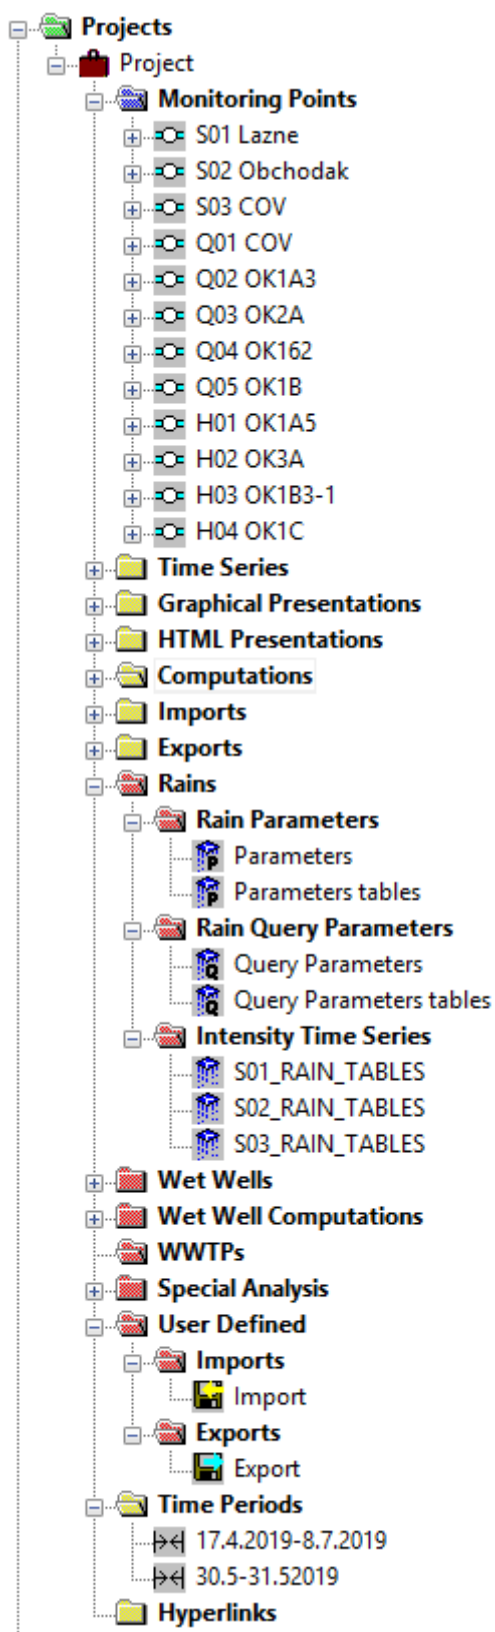 Projects
Project
Monitoring Points
S01 Lazne
S02 Obchodak
S03 COV
Q01 COV
Q02 OK1A3
Q03 OK2A
Q04 OK162
Q05 OK1B
H01 OK1A5
H02 OK3A
H03 OK1B3-1
H04 OK1C
Time Series
Graphical Presentations
HTML Presentations
Computations
Imports
Exports
Rains
Rain Parameters
Parameters
Parameters tables
Rain Query Parameters
Query Parameters
Query Parameters tables
Intensity Time Series
S01_RAIN_TABLES
S02_RAIN_TABLES
S03_RAIN_TABLES
Wet Wells
Wet Well Computations
WWTPs
Special Analysis
User Defined
Imports
Import
Exports
Export
Time Periods
17.4.2019-8.7.2019
30.5-31.52019
Hyperlinks